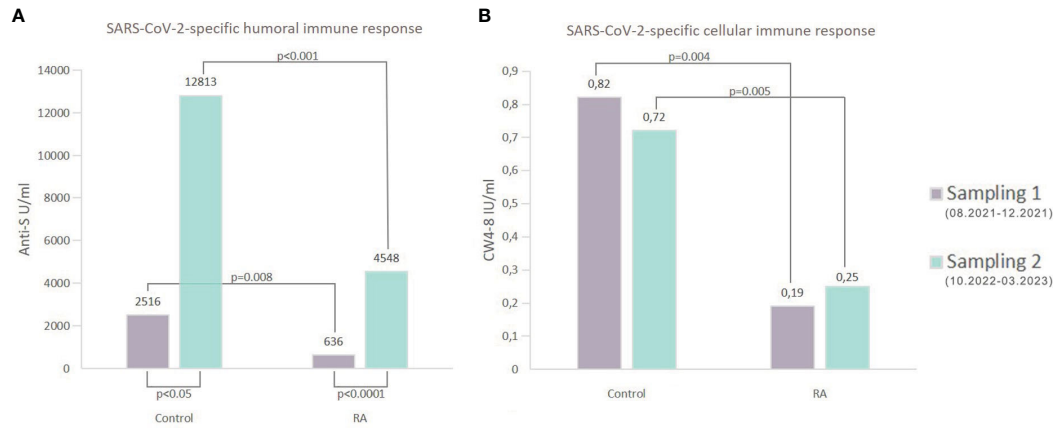 A
SARS-CoV-2-specific humoral immune response
p<0.001
14000
12000
10000
8000
6000
4000
2000
0
Anti-S U/ml
12813
4548
p=0.008
2516
636
p<0.05
p<0.0001
Control
RA
B
SARS-CoV-2-specific cellular immune response
p=0.004
p=0.005
0,9
0,8
0,7
0,6
0,5
0,4
0,3
0,2
0,1
0
CW4-8 IU/ml
0,82
0,72
0,19
0,25
Control
RA
Sampling 1
(08.2021-12.2021)
Sampling 2
(10.2022-03.2023)